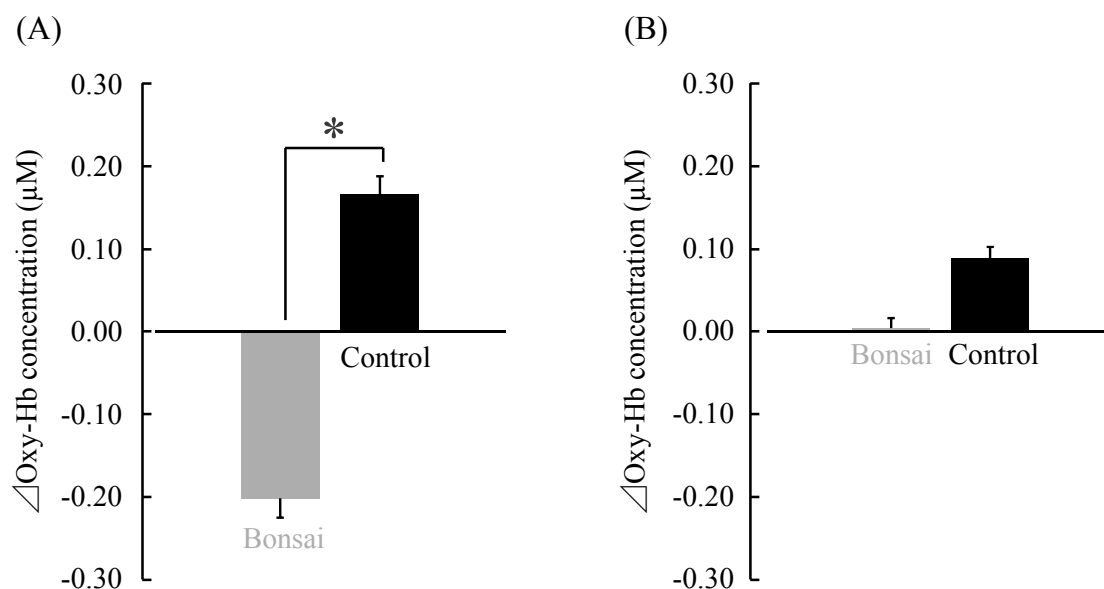 (A)
⊿Oxy-Hb concentration (µM)
0.30
0.20
0.10
0.00
-0.10
-0.20
-0.30
*
Control
Bonsai
(B)
⊿Oxy-Hb concentration (µM)
0.30
0.20
0.10
0.00
-0.10
-0.20
-0.30
Bonsai
Control